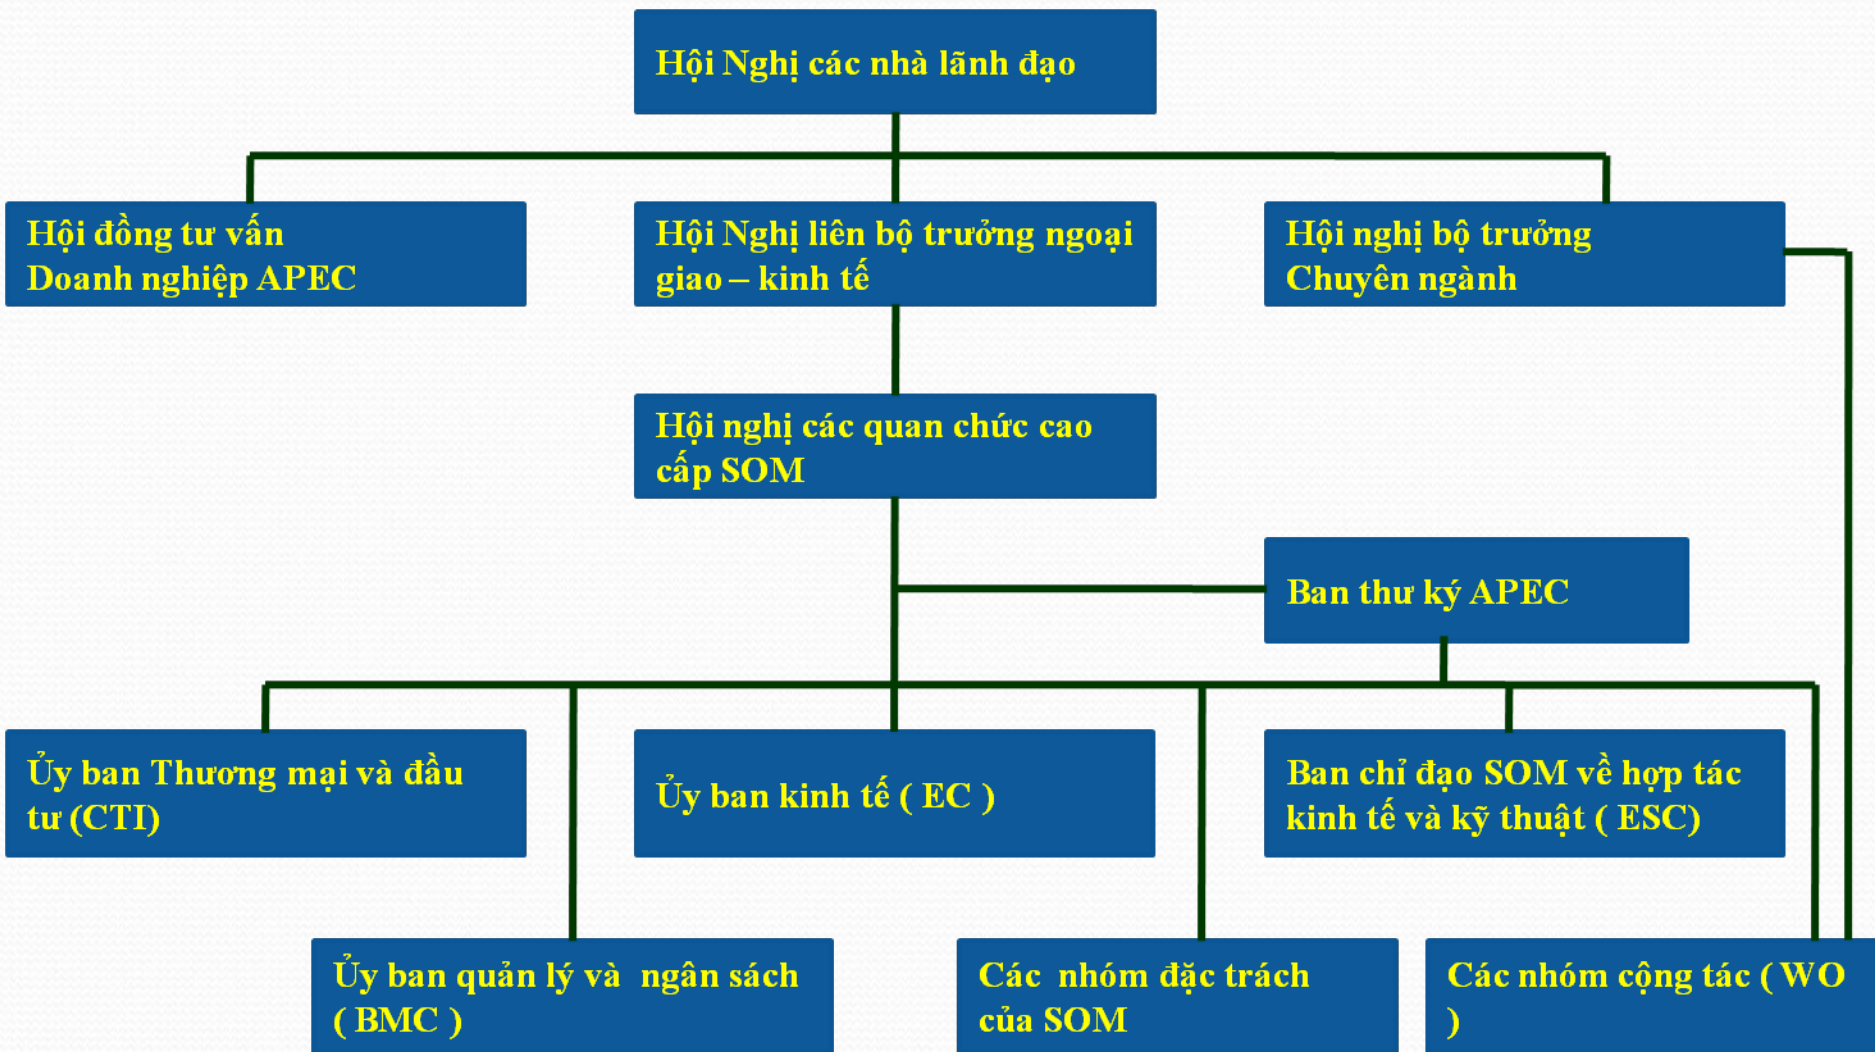 Hội Nghị các nhà lãnh đạo
Hội đồng tư vấn
Doanh nghiệp APEC
Hội Nghị liên bộ trưởng ngoại
giao – kinh tế
Hội nghị bộ trưởng
Chuyên ngành
Hội nghị các quan chức cao
cấp SOM
Ban thư ký APEC
Ủy ban Thương mại và đầu
tư (CTI)
Ủy ban kinh tế ( EC )
Ban chỉ đạo SOM về hợp tác
kinh tế và kỹ thuật ( ESC)
Ủy ban quản lý và ngân sách
( BMC )
Các nhóm đặc trách
của SOM
Các nhóm cộng tác ( WO
)